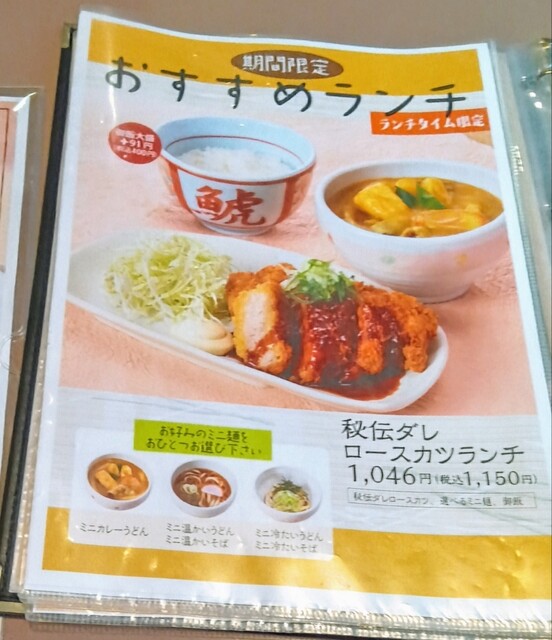 期間限定
おすすめランチ
ランチタイム限定
御飯大盛
+91円
(税込100円)
鯱
お好みのミニ麺を
おひとつお選び下さい
ミニカレーうどん
ミニ温かいうどん
ミニ温かいそば
ミニ冷たいうどん
ミニ冷たいそば
秘伝ダレ
ロースカツランチ
1,046円(税込1,150円)
秘伝ダレロースカツ、選べるミニ麺、御飯